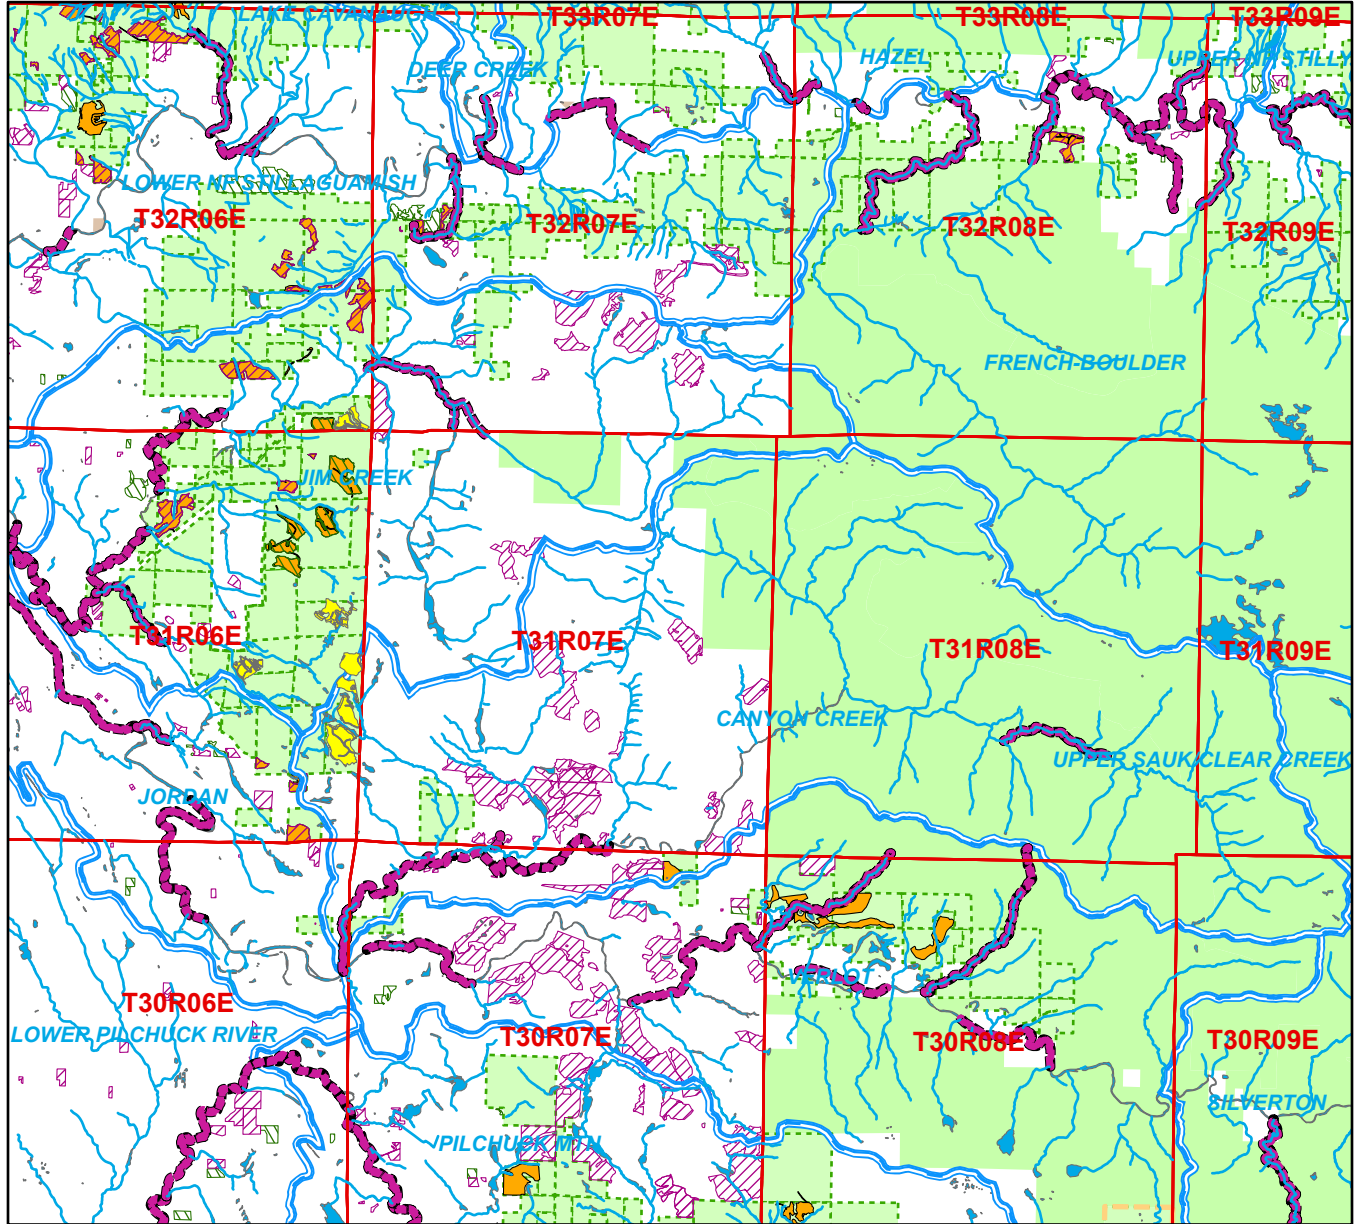 LAKE CAVANAUGH
T33R07E
T33R08E
T33R09E
DEER CREEK
HAZEL
UPPER NF STILLY
LOWER NF STILLAGUAMISH
T32R06E
T32R07E
T32R08E
T32R09E
FRENCH-BOULDER
JIM CREEK
T31R06E
T31R07E
T31R08E
T31R09E
CANYON CREEK
UPPER SAUK/CLEAR CREEK
JORDAN
VERLOT
T30R06E
LOWER PILCHUCK RIVER
T30R07E
T30R08E
T30R09E
SILVERTON
PILCHUCK MTN